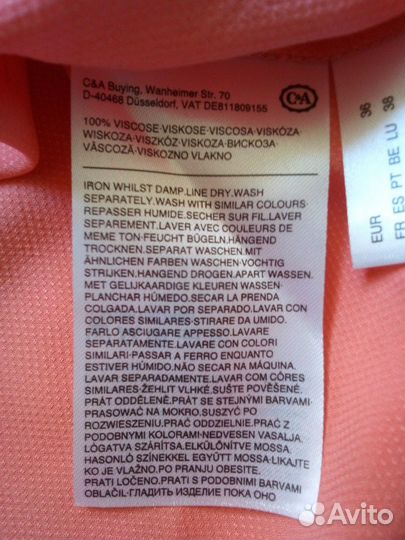 C&A Buying, Wanheimer Str. 70
D-40468 Düsseldorf, VAT DE811809155
C&A
100% VISCOSE-VISKOSE-VISCOSA-VISKÓZA
WISKOZA-VISZKÓZ-VISKOZA-ВИСКОЗА
VÂSCOZĂ-VISKOZNO VLAKNO
IRON WHILST DAMP.LINE DRY.WASH
SEPARATELY.WASH WITH SIMILAR COLOURS·
REPASSER HUMIDE.SECHER SUR FIL.LAVER
SEPAREMENT.LAVER AVEC COULEURS DE
MEME TON·FEUCHT BÜGELN.HÄNGEND
TROCKNEN.SEPARAT WASCHEN.MIT
ÄHNLICHEN FARBEN WASCHEN·VOCHTIG
STRIJKEN.HANGEND DROGEN.APART WASSEN.
MET GELIJKAARDIGE KLEUREN WASSEN·
PLANCHAR HÚMEDO.SECAR LA PRENDA
COLGADA.LAVAR POR SEPARADO.LAVAR CON
COLORES SIMILARES·STIRARE DA UMIDO.
FARLO ASCIUGARE APPESO.LAVARE
SEPARATAMENTE.LAVARE CON COLORI
SIMILARI·PASSAR A FERRO ENQUANTO
ESTIVER HÚMIDO.NÃO SECAR NA MÁQUINA.
LAVAR SEPARADAMENTE.LAVAR COM CÔRES
SIMILARES·ŽEHLIT VLHKÉ. SUŠTE POVĚŠENÉ.
PRÁT ODDĚLENĚ.PRÁT SE STEJNÝMI BARVAMI·
PRASOWAĆ NA MOKRO.SUSZYĆ PO
ROZWIESZENIU.PRAĆ ODDZIELNIE.PRAĆ Z
PODOBNYMI KOLORAMI·NEDVESEN VASALJA.
LÓGATVA SZÁRÍTSA.ELKÜLÖNÍTVE MOSSA.
HASONLÓ SZÍNEKKEL EGYÜTT MOSSA·LIKAJTE
KO JE VLAŽNO.PO PRANJU OBESITE.
PRATI LOČENO.PRATI S PODOBNIMI BARVAMI
OBLAČIL·ГЛАДИТЬ ИЗДЕЛИЕ ПОКА ОНО
EUR 36
FR ES PT BE LU 38
Avito